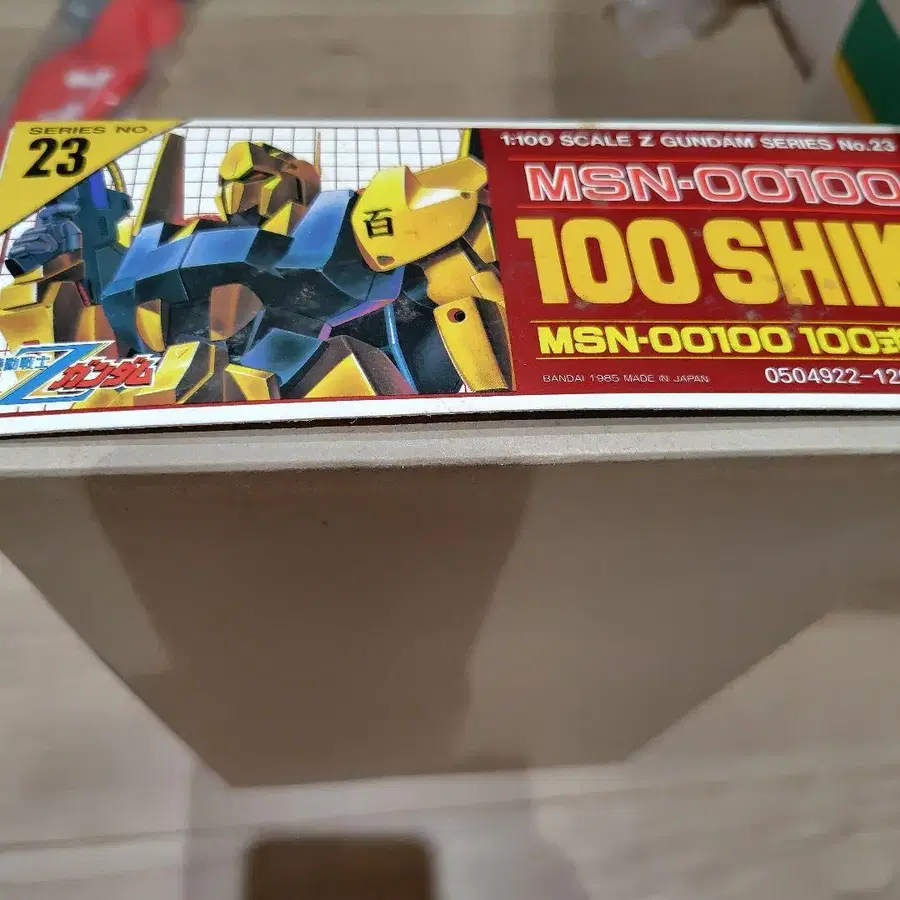 SERIES NO.
23
百
機動戦士
Zガンダム
1:100 SCALE Z GUNDAM SERIES No.23
MSN-00100
100 SHIK
MSN-00100 100式
BANDAI 1985 MADE IN JAPAN
0504922-12